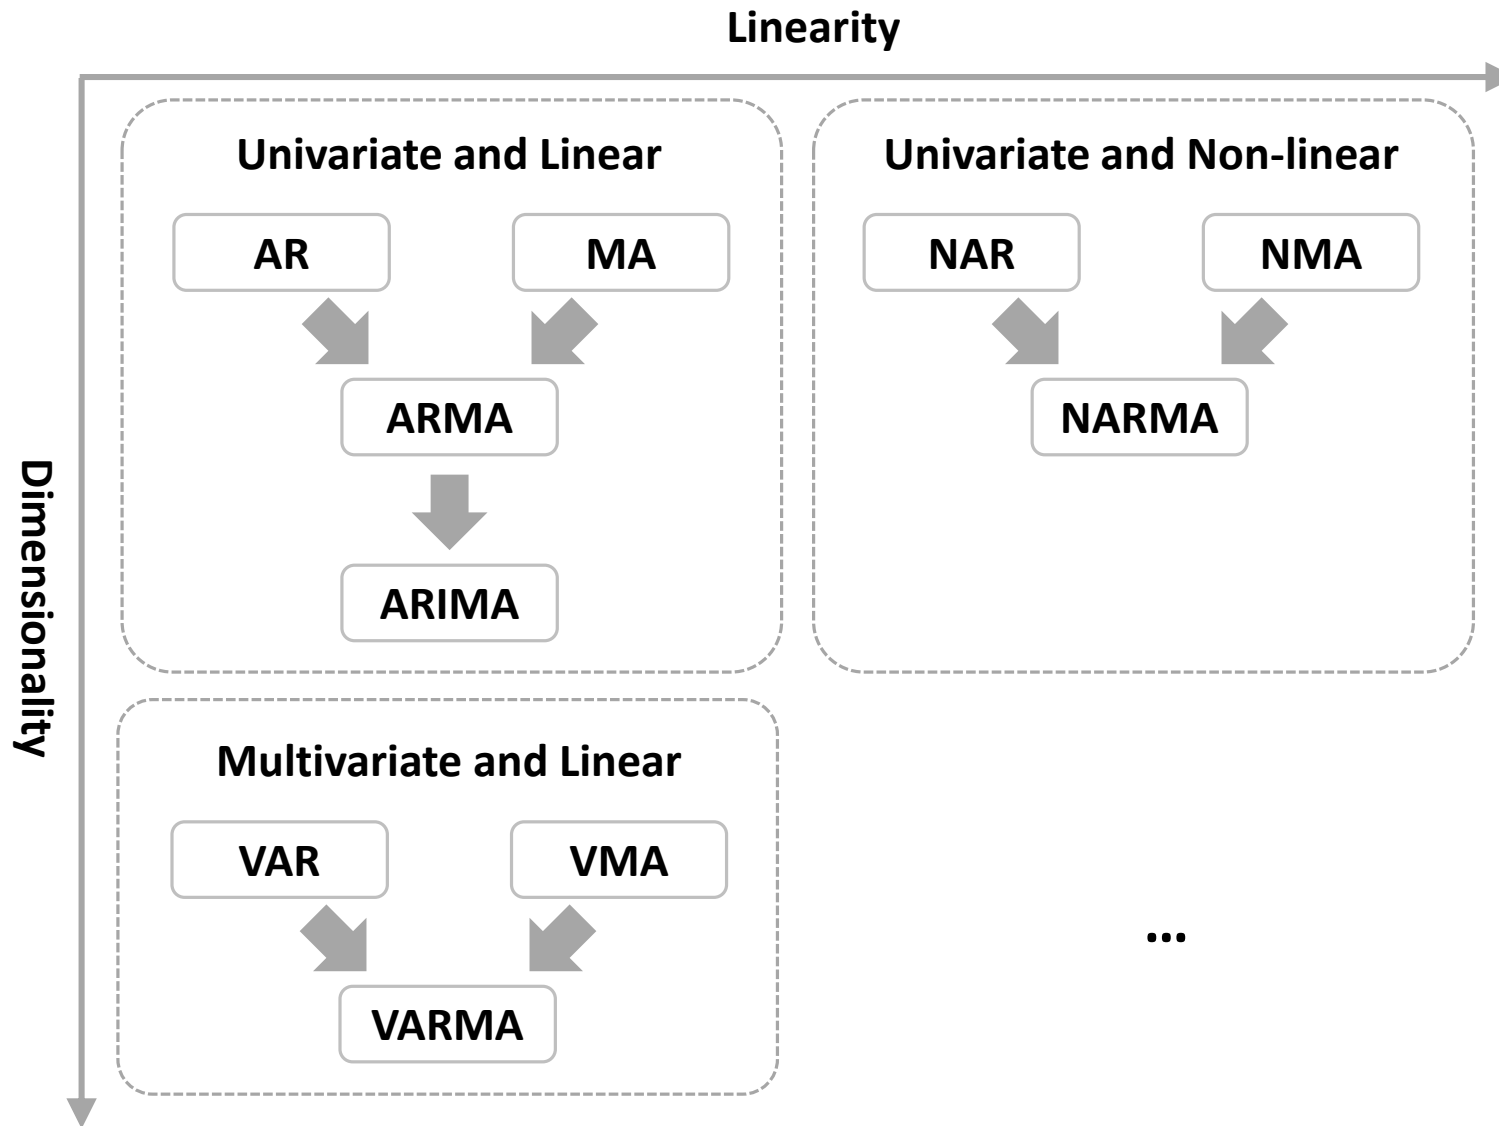 Linearity
Dimensionality
Univariate and Linear
AR
MA
ARMA
ARIMA
Univariate and Non-linear
NAR
NMA
NARMA
Multivariate and Linear
VAR
VMA
VARMA
...